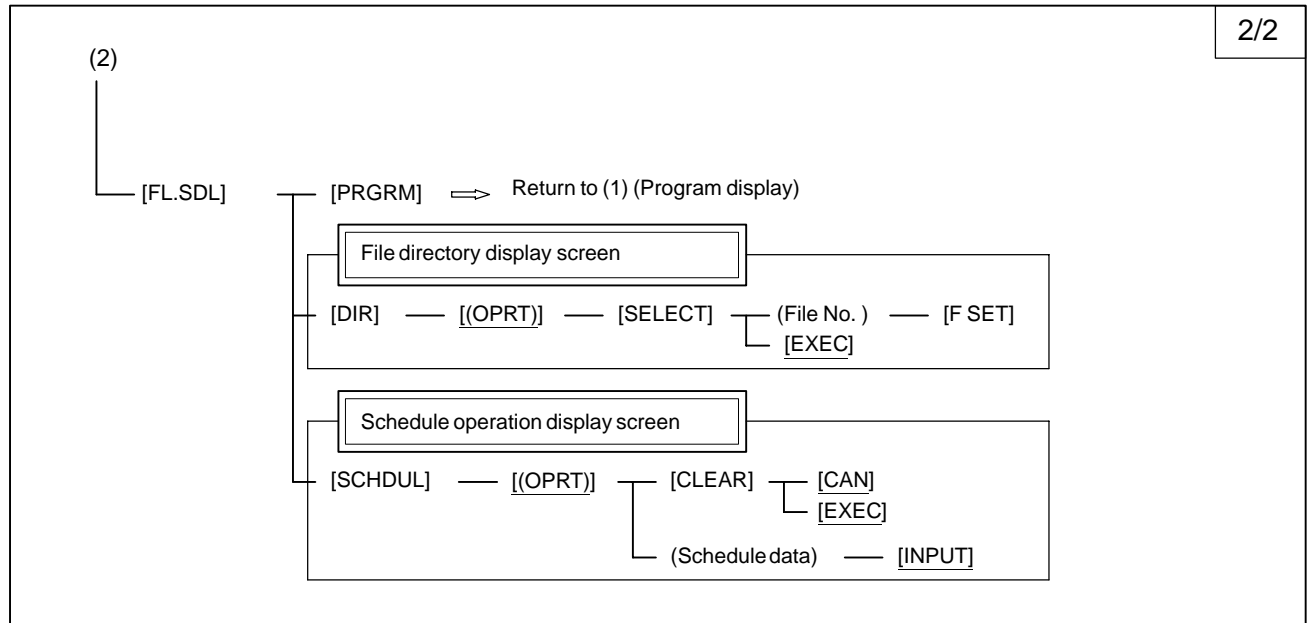 2/2
(2)
[FL.SDL] [PRGRM] Return to (1) (Program display)
File directory display screen
[DIR] [(OPRT)] [SELECT] (File No. ) [F SET]
[EXEC]
Schedule operation display screen
[SCHDUL] [(OPRT)] [CLEAR] [CAN]
[EXEC]
(Schedule data) [INPUT]